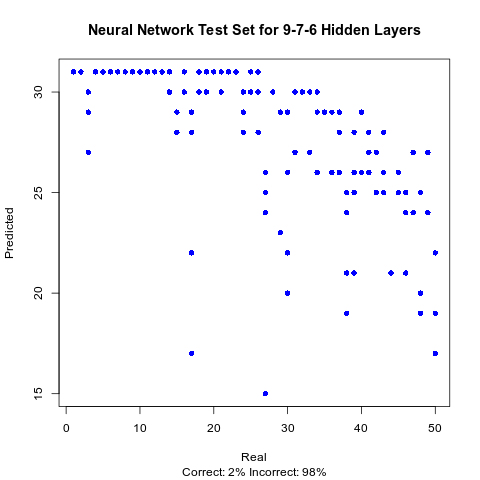 Neural Network Test Set for 9-7-6 Hidden Layers
Predicted
30
25
20
15
0 10 20 30 40 50
Real
Correct: 2% Incorrect: 98%